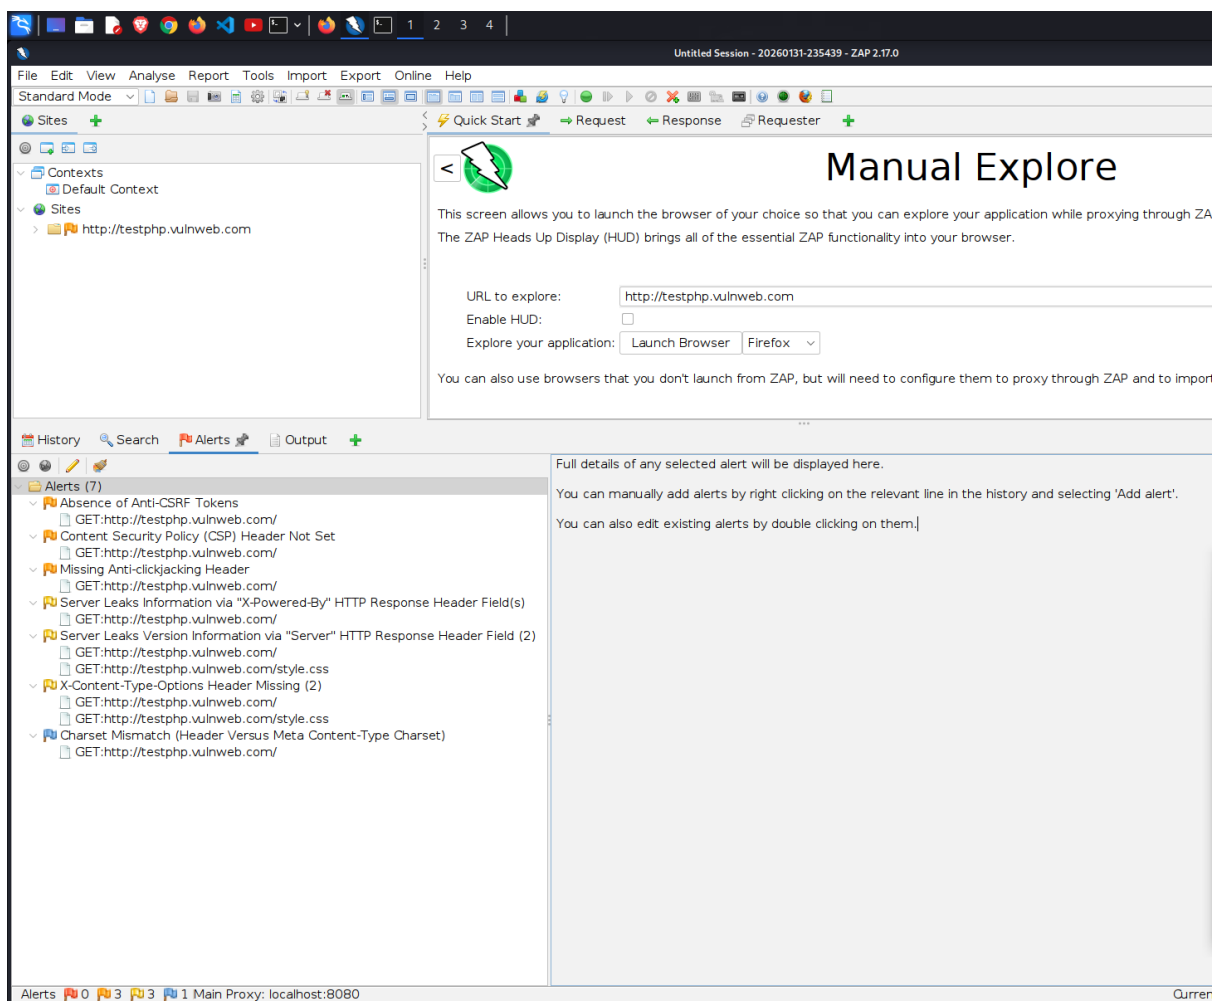 1 2 3 4
Untitled Session - 20260131-235439 - ZAP 2.17.0
File Edit View Analyse Report Tools Import Export Online Help
Standard Mode
Sites
Quick Start Request Response Requester
Contexts
Default Context
Sites
http://testphp.vulnweb.com
<
Manual Explore
This screen allows you to launch the browser of your choice so that you can explore your application while proxying through ZA
The ZAP Heads Up Display (HUD) brings all of the essential ZAP functionality into your browser.
URL to explore: http://testphp.vulnweb.com
Enable HUD:
Explore your application: Launch Browser Firefox
You can also use browsers that you don't launch from ZAP, but will need to configure them to proxy through ZAP and to import
History Search Alerts Output
Alerts (7)
Absence of Anti-CSRF Tokens
GET:http://testphp.vulnweb.com/
Content Security Policy (CSP) Header Not Set
GET:http://testphp.vulnweb.com/
Missing Anti-clickjacking Header
GET:http://testphp.vulnweb.com/
Server Leaks Information via "X-Powered-By" HTTP Response Header Field(s)
GET:http://testphp.vulnweb.com/
Server Leaks Version Information via "Server" HTTP Response Header Field (2)
GET:http://testphp.vulnweb.com/
GET:http://testphp.vulnweb.com/style.css
X-Content-Type-Options Header Missing (2)
GET:http://testphp.vulnweb.com/
GET:http://testphp.vulnweb.com/style.css
Charset Mismatch (Header Versus Meta Content-Type Charset)
GET:http://testphp.vulnweb.com/
Full details of any selected alert will be displayed here.
You can manually add alerts by right clicking on the relevant line in the history and selecting 'Add alert'.
You can also edit existing alerts by double clicking on them.
Alerts 0 3 3 1 Main Proxy: localhost:8080
Curren